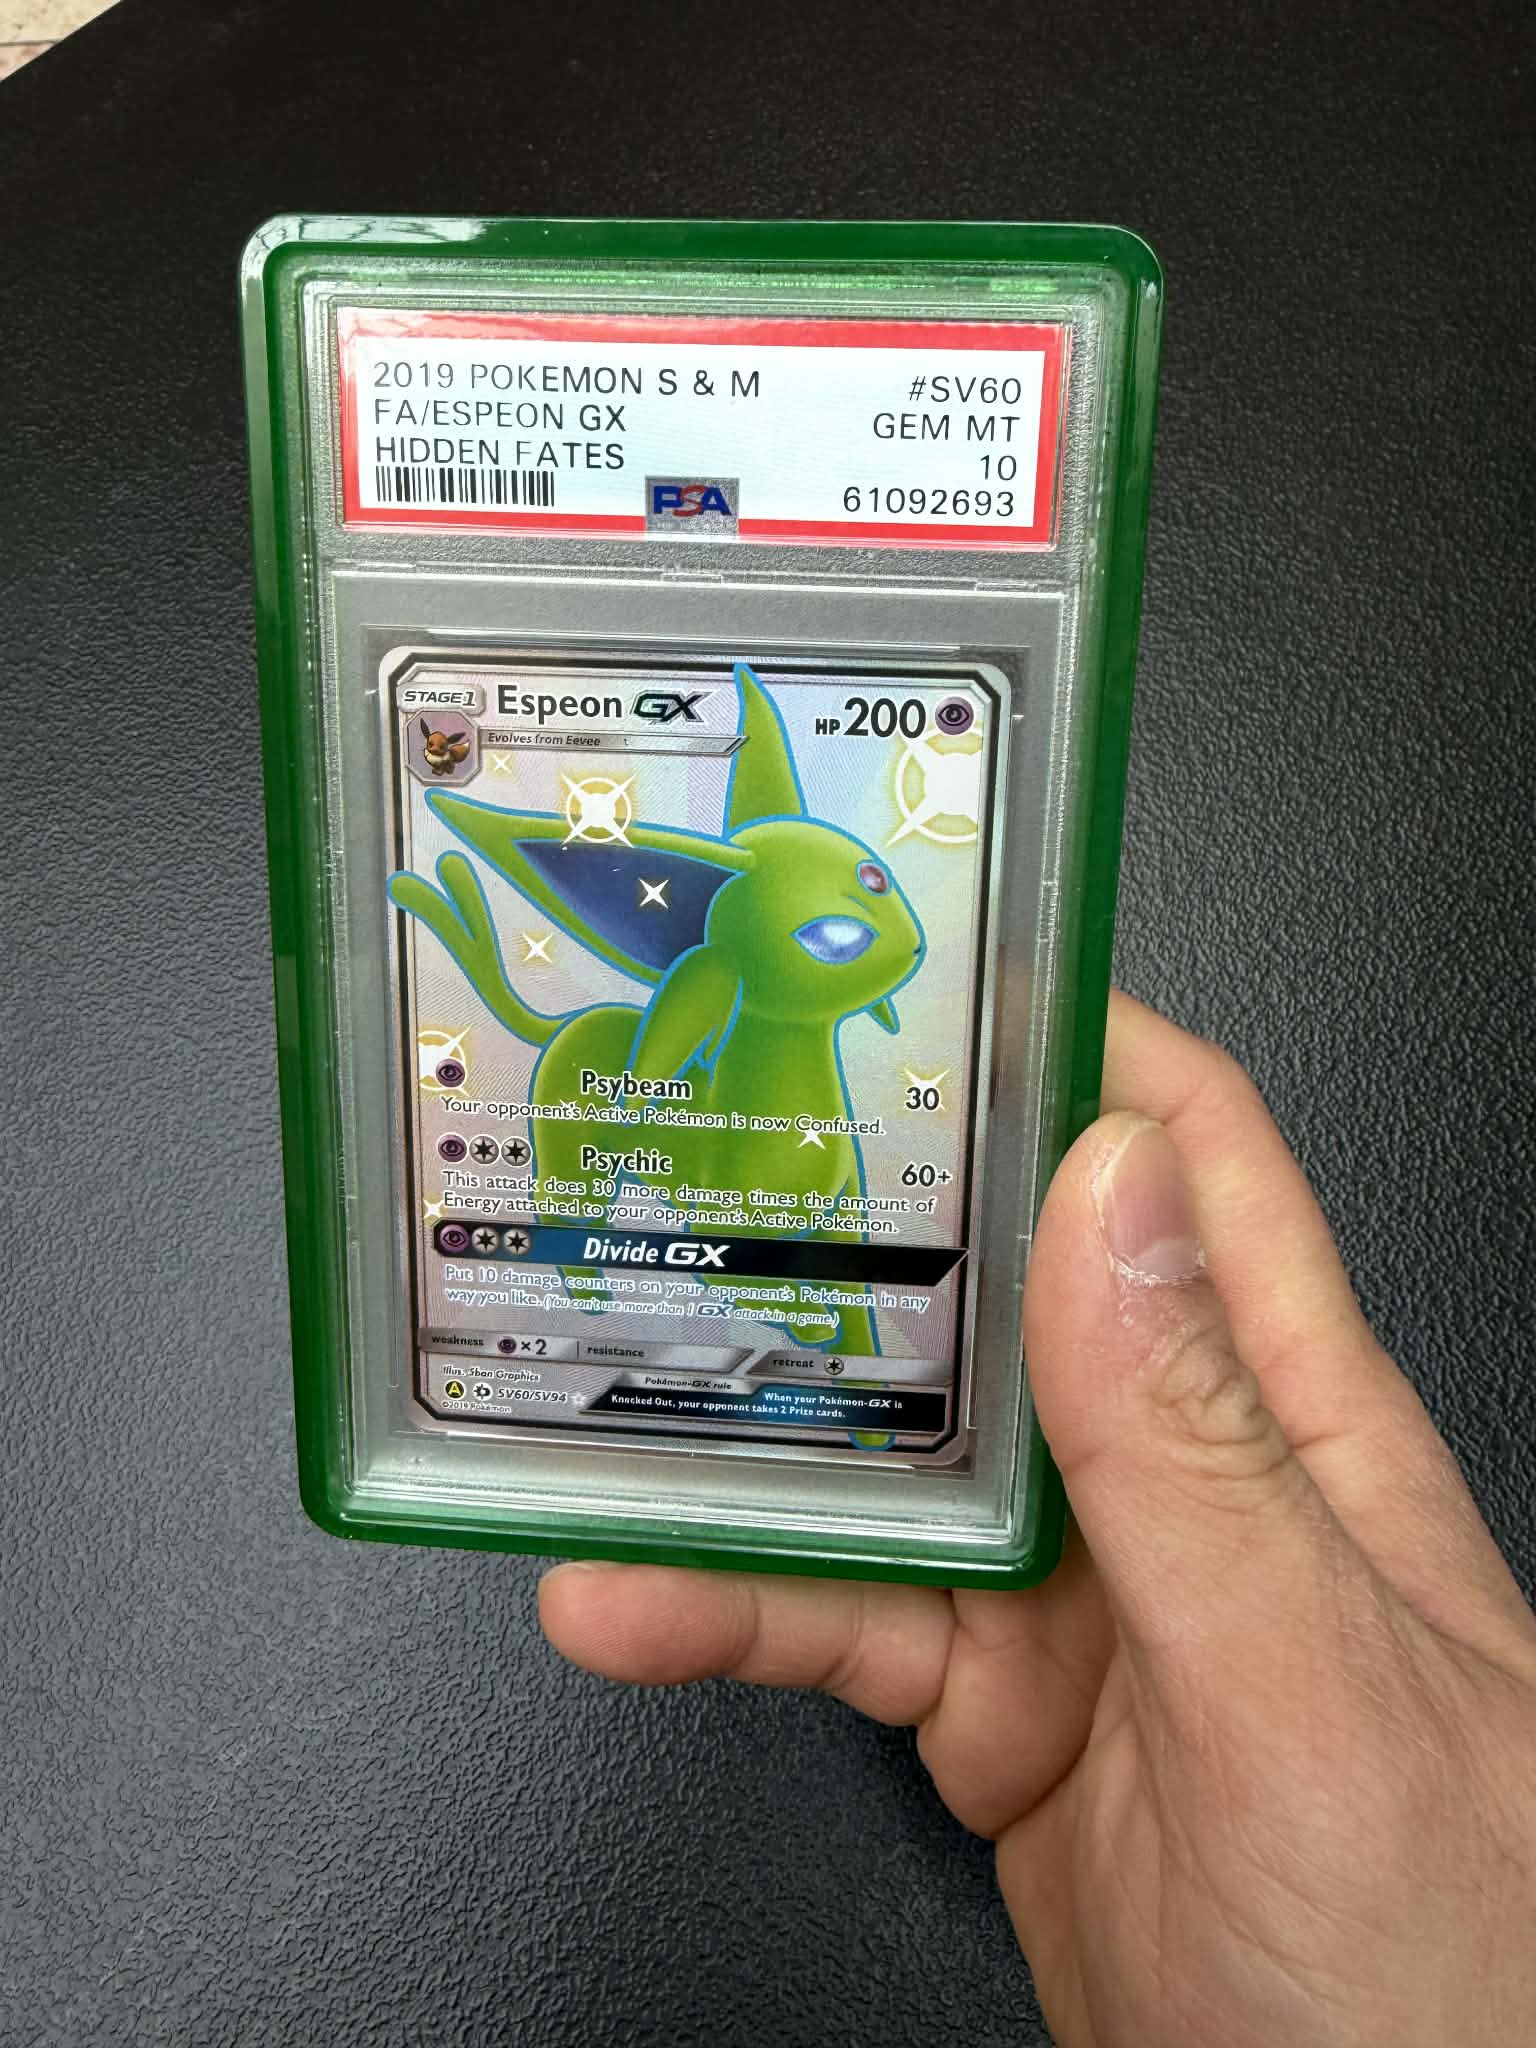 2019 POKEMON S & M #SV60
FA/ESPEON GX GEM MT
HIDDEN FATES 10
PSA 61092693
STAGE 1 Espeon GX HP 200
Evolves from Eevee
Psybeam 30
Your opponent's Active Pokémon is now Confused.
Psychic 60+
This attack does 30 more damage times the amount of
Energy attached to your opponent's Active Pokémon.
Divide GX
Put 10 damage counters on your opponent's Pokémon in any
way you like. (You can't use more than 1 GX attack in a game.)
weakness ×2 resistance retreat
Illus. 5ban Graphics
Pokémon-GX rule
When your Pokémon-GX is
Knocked Out, your opponent takes 2 Prize cards.
A SV60/SV94
©2019 Pokémon